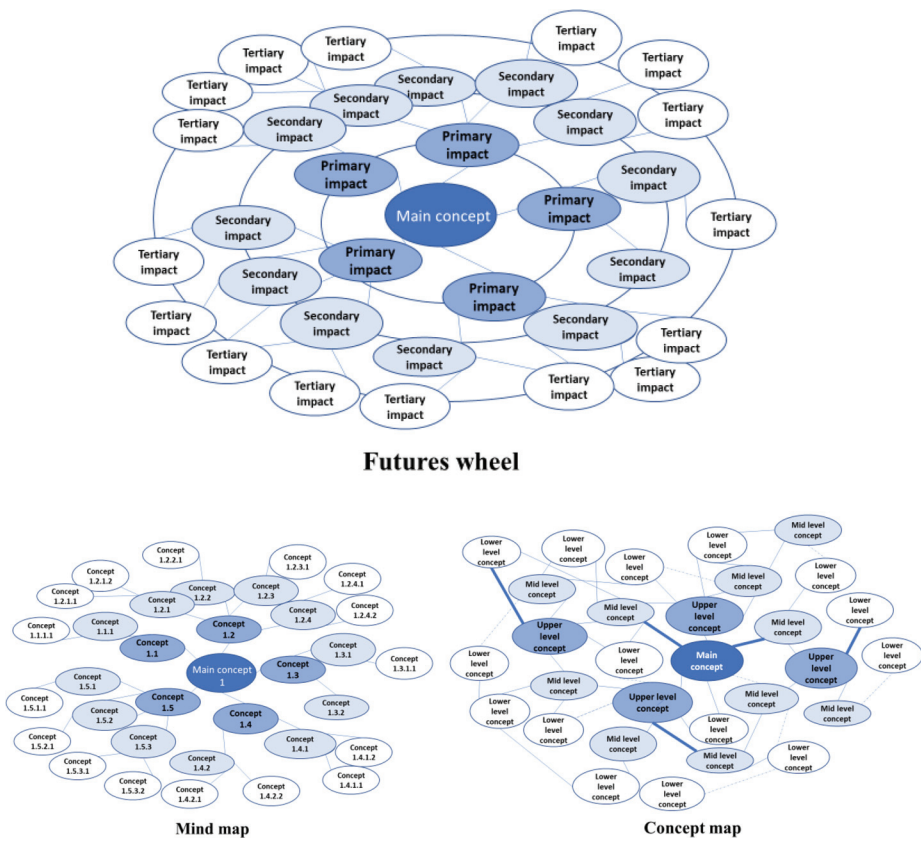 Tertiary
impact
Tertiary
impact
Tertiary
impact
Tertiary
impact
Tertiary
impact
Tertiary
impact
Tertiary
impact
Tertiary
impact
Secondary
impact
Secondary
impact
Secondary
impact
Secondary
impact
Secondary
impact
Primary
impact
Primary
impact
Secondary
impact
Main concept
Primary
impact
Secondary
impact
Tertiary
impact
Tertiary
impact
Primary
impact
Secondary
impact
Secondary
impact
Primary
impact
Tertiary
impact
Secondary
impact
Secondary
impact
Tertiary
impact
Tertiary
impact
Secondary
impact
Tertiary
impact
Tertiary
impact
Tertiary
impact
Tertiary
impact
Futures wheel
Concept
1.2.2.1
Concept
1.2.3.1
Concept
1.2.1.2
Concept
1.2.4.1
Concept
1.2.1.1
Concept
1.2.2
Concept
1.2.3
Concept
1.2.1
Concept
1.2.4
Concept
1.2.4.2
Concept
1.1.1.1
Concept
1.1.1
Concept
1.2
Concept
1.1
Concept
1.3.1
Concept
1.3.1.1
Main concept
1
Concept
1.3
Concept
1.5.1
Concept
1.5.1.1
Concept
1.5
Concept
1.3.2
Concept
1.5.2
Concept
1.4
Concept
1.5.2.1
Concept
1.5.3
Concept
1.4.1
Concept
1.4.1.2
Concept
1.5.3.1
Concept
1.4.2
Concept
1.4.1.1
Concept
1.5.3.2
Concept
1.4.2.1
Concept
1.4.2.2
Mind map
Lower
level concept
Lower
level concept
Lower
level concept
Mid level
concept
Lower
level
concept
Lower
level
concept
Mid level
concept
Mid level
concept
Lower
level
concept
Lower
level
concept
Mid level
concept
Upper
level concept
Mid level
concept
Upper level
concept
Lower
level
concept
Lower
level
concept
Main
concept
Upper level
concept
Lower
level
concept
Mid level
concept
Upper level
concept
Mid level
concept
Lower
level
concept
Mid level
concept
Lower
level
concept
Lower
level
concept
Mid level
concept
Mid level
concept
Lower
level
concept
Lower
level
concept
Lower
level
concept
Concept map